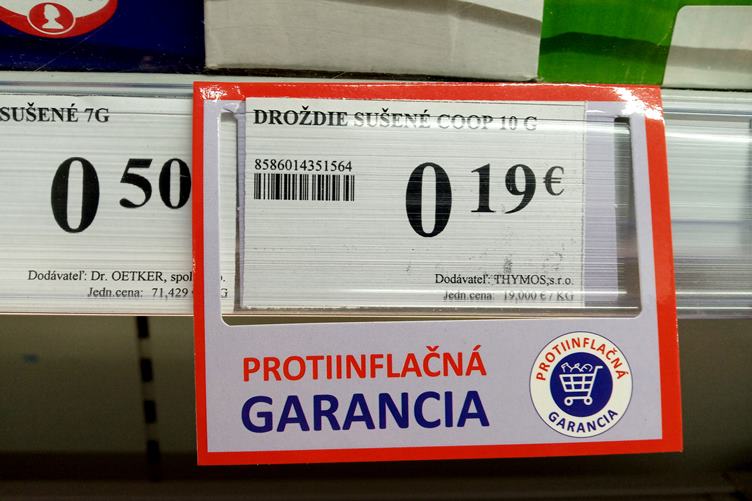 SUŠENÉ 7G
0 50
Dodávateľ: Dr. OETKER, spol
Jedn.cena: 71,429
DROŽDIE SUŠENÉ COOP 10 G
8586014351564
0 19€
Dodávateľ: THYMOS,s.r.o.
Jedn.cena: 19,000 € / KG
PROTIINFLAČNÁ
GARANCIA
PROTIINFLAČNÁ
GARANCIA